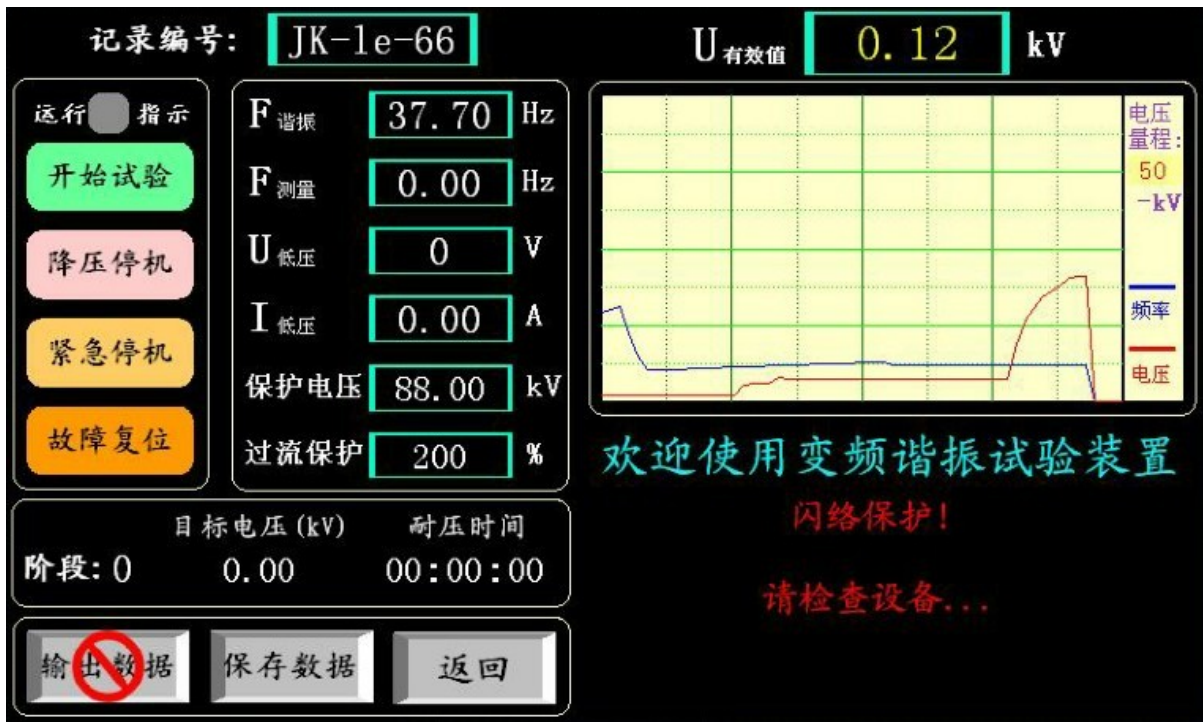 记录编号: JK-1e-66
U有效值 0.12 kV
运行 指示
开始试验
降压停机
紧急停机
故障复位
F谐振 37.70 Hz
F测量 0.00 Hz
U低压 0 V
I低压 0.00 A
保护电压 88.00 kV
过流保护 200 %
电压
量程:
50
-kV
频率
电压
欢迎使用变频谐振试验装置
闪络保护!
请检查设备...
目标电压(kV) 耐压时间
阶段: 0 0.00 00:00:00
输出数据 保存数据 返回